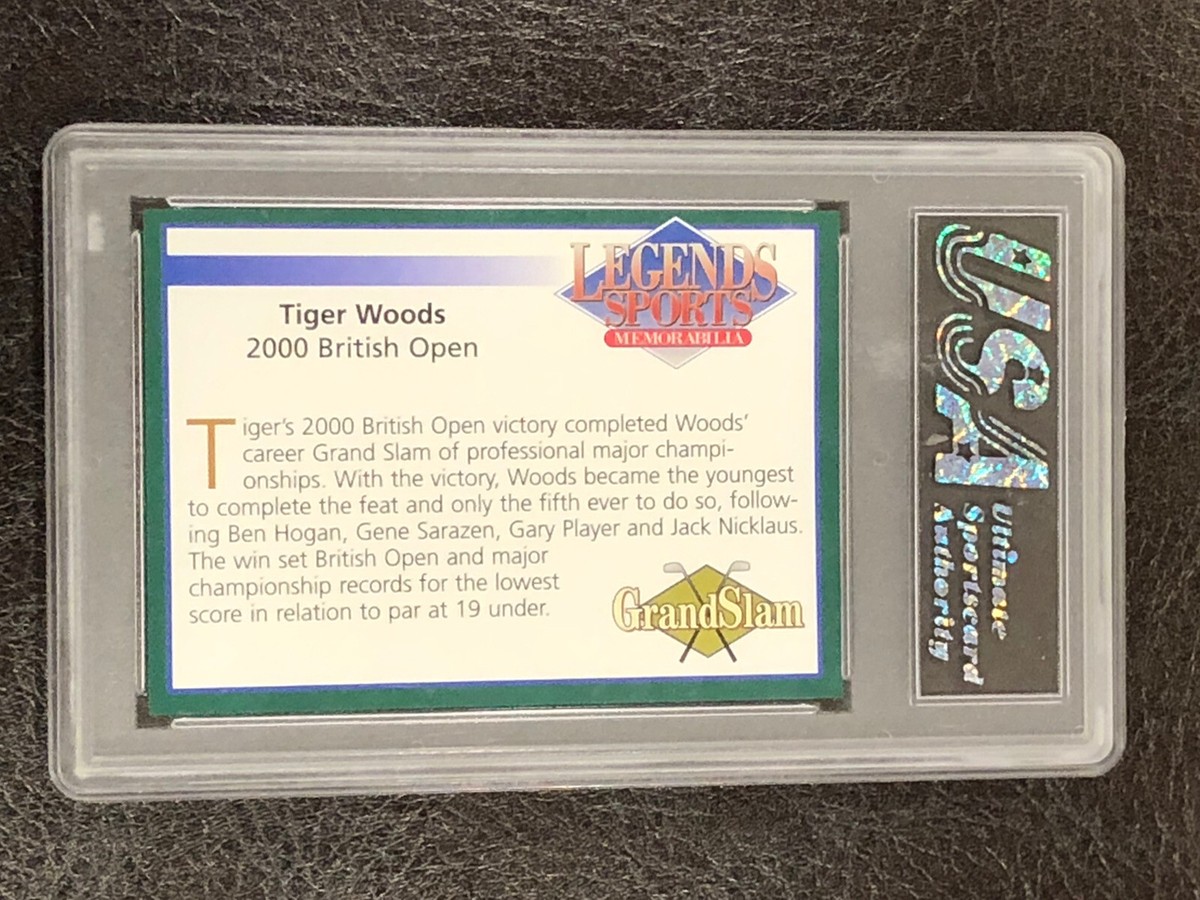 LEGENDS
SPORTS
MEMORABILIA
Tiger Woods
2000 British Open
Tiger's 2000 British Open victory completed Woods'
career Grand Slam of professional major champi-
onships. With the victory, Woods became the youngest
to complete the feat and only the fifth ever to do so, follow-
ing Ben Hogan, Gene Sarazen, Gary Player and Jack Nicklaus.
The win set British Open and major
championship records for the lowest
score in relation to par at 19 under.
GrandSlam
USA
Ultimate
Sportscard
Authority